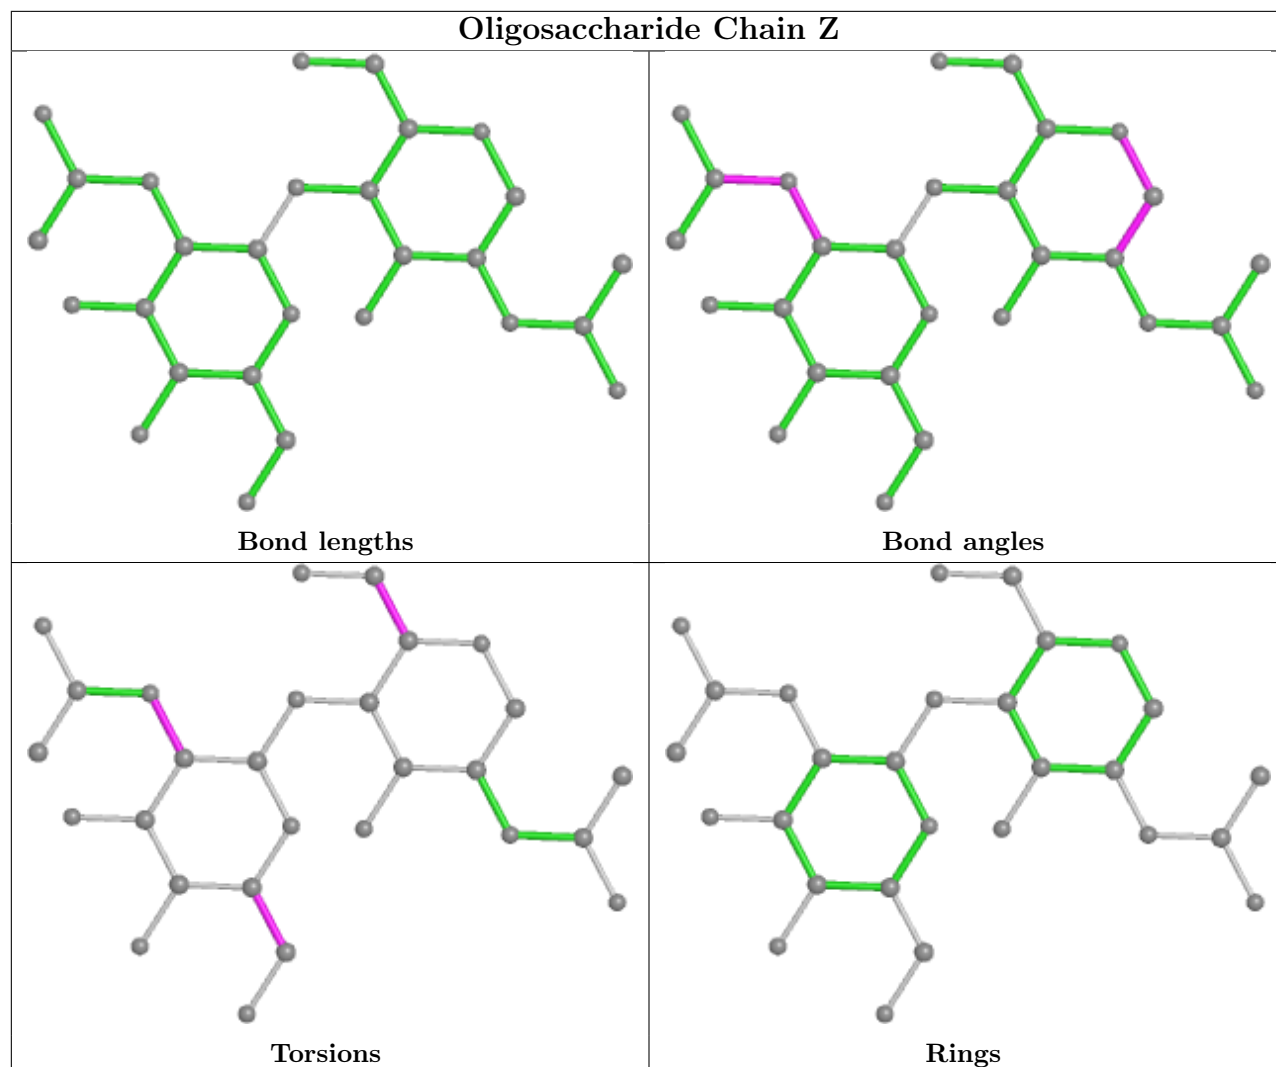 Oligosaccharide Chain Z
Bond lengths
Bond angles
Torsions
Rings